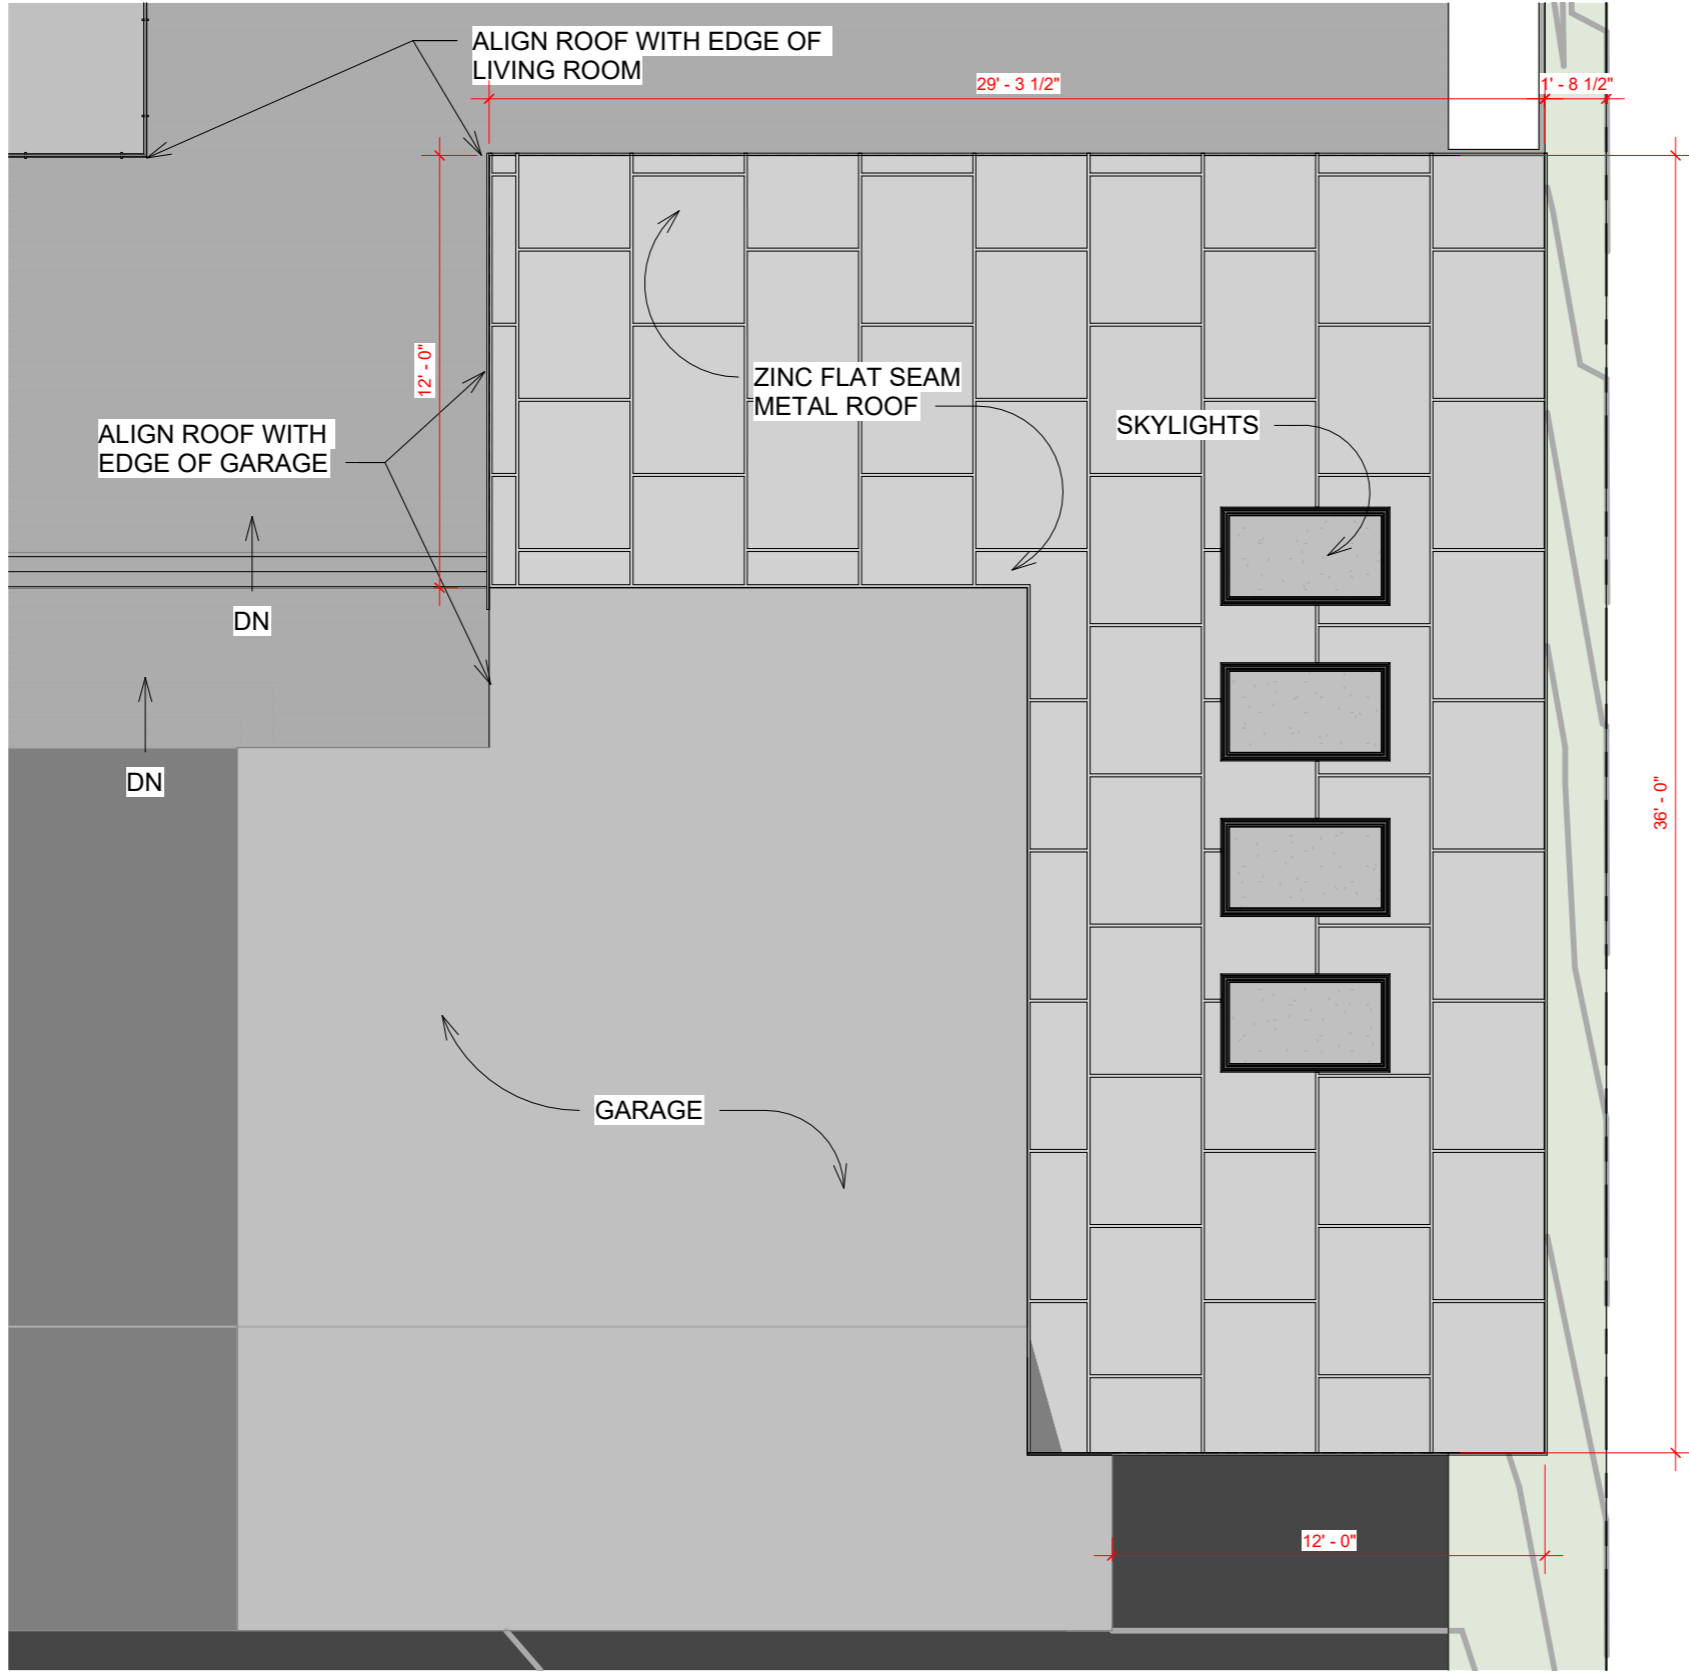 ALIGN ROOF WITH EDGE OF
LIVING ROOM
29' - 3 1/2"
1' - 8 1/2"
12' - 0"
ZINC FLAT SEAM
METAL ROOF
SKYLIGHTS
ALIGN ROOF WITH
EDGE OF GARAGE
DN
DN
36' - 0"
GARAGE
12' - 0"